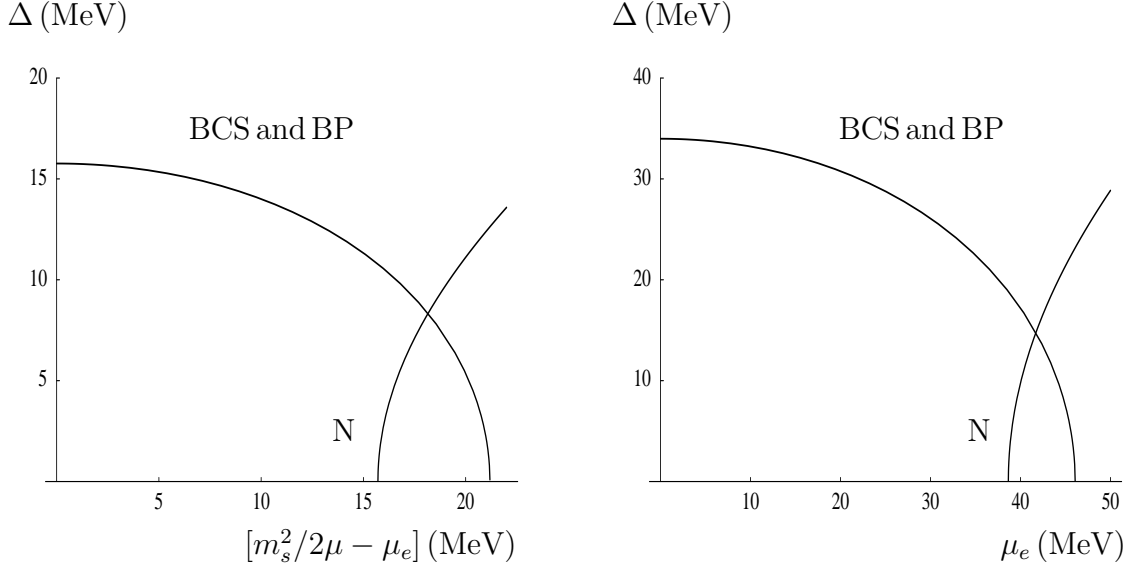 Δ (MeV)
20
15
10
5
BCS and BP
N
5 10 15 20
[m_s^2/2μ − μ_e] (MeV)
Δ (MeV)
40
30
20
10
BCS and BP
N
10 20 30 40 50
μ_e (MeV)